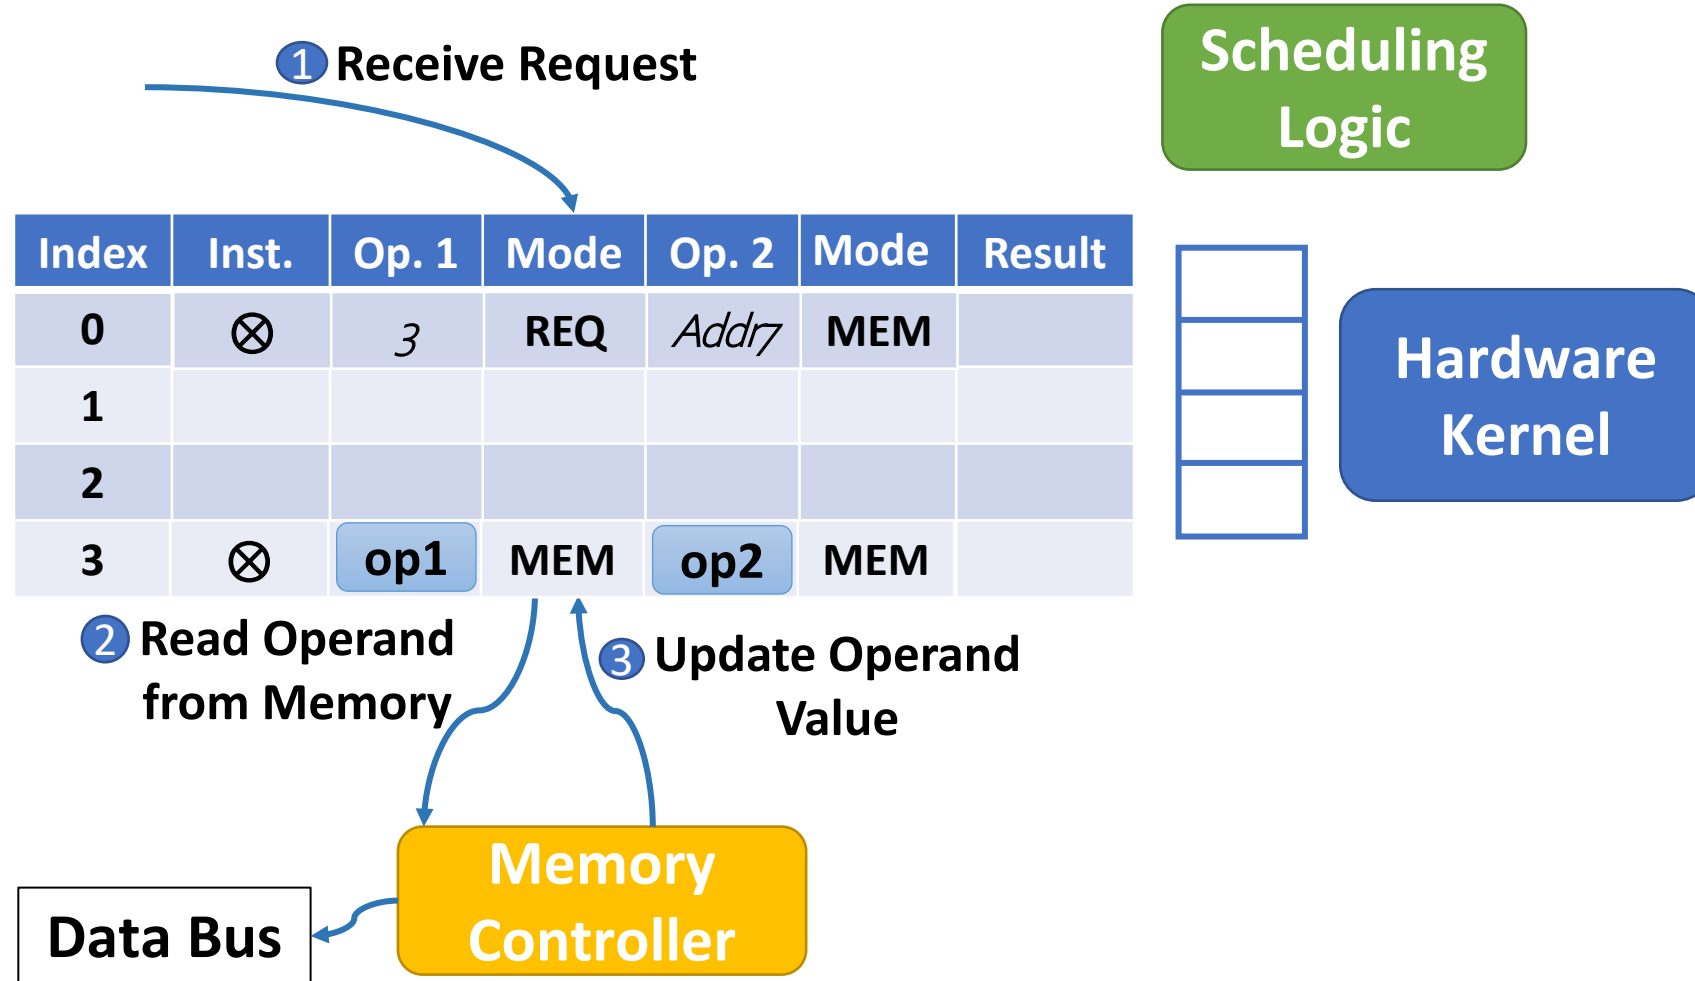 1 Receive Request
Scheduling
Logic
Index Inst. Op. 1 Mode Op. 2 Mode Result
0 ⊗ 3 REQ Addr7 MEM
1
2
3 ⊗ op1 MEM op2 MEM
Hardware
Kernel
2 Read Operand
from Memory
3 Update Operand
Value
Memory
Controller
Data Bus